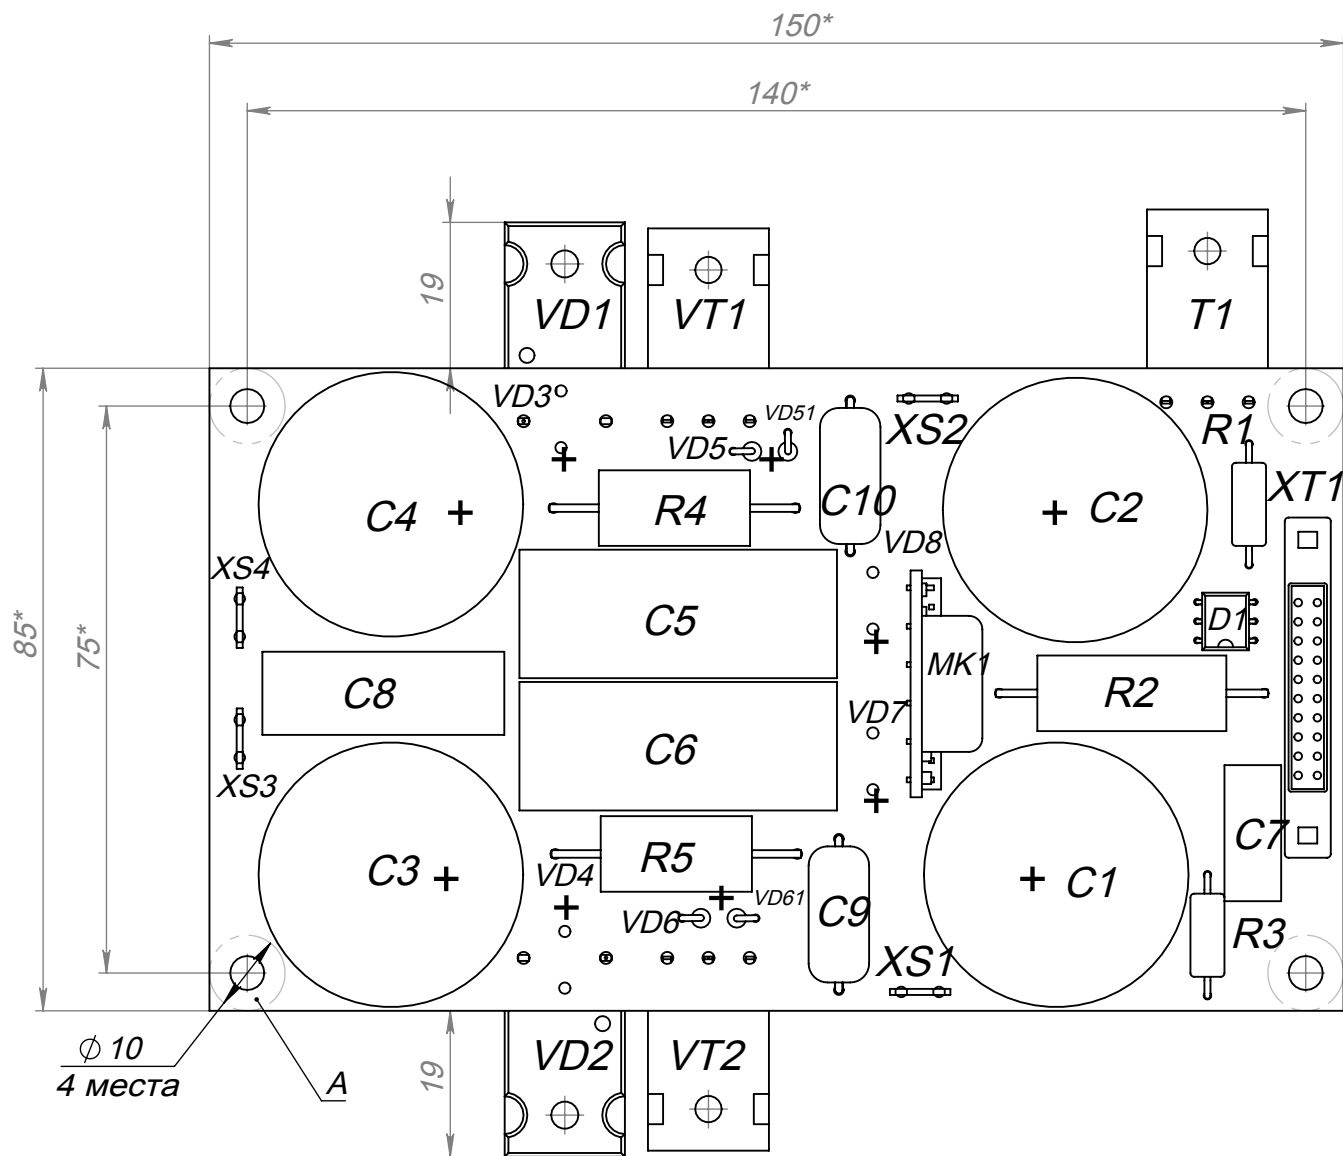 150*
140*
19
VD1
VT1
T1
VD3
VD51
XS2
R1
VD5
C10
XT1
C4
+
R4
+
C2
VD8
XS4
C5
D1
85*
75*
C8
MK1
R2
VD7
C6
XS3
C7
C3
+
VD4
R5
+
C1
VD61
VD6
C9
R3
XS1
⌀ 10
4 места
A
19
VD2
VT2